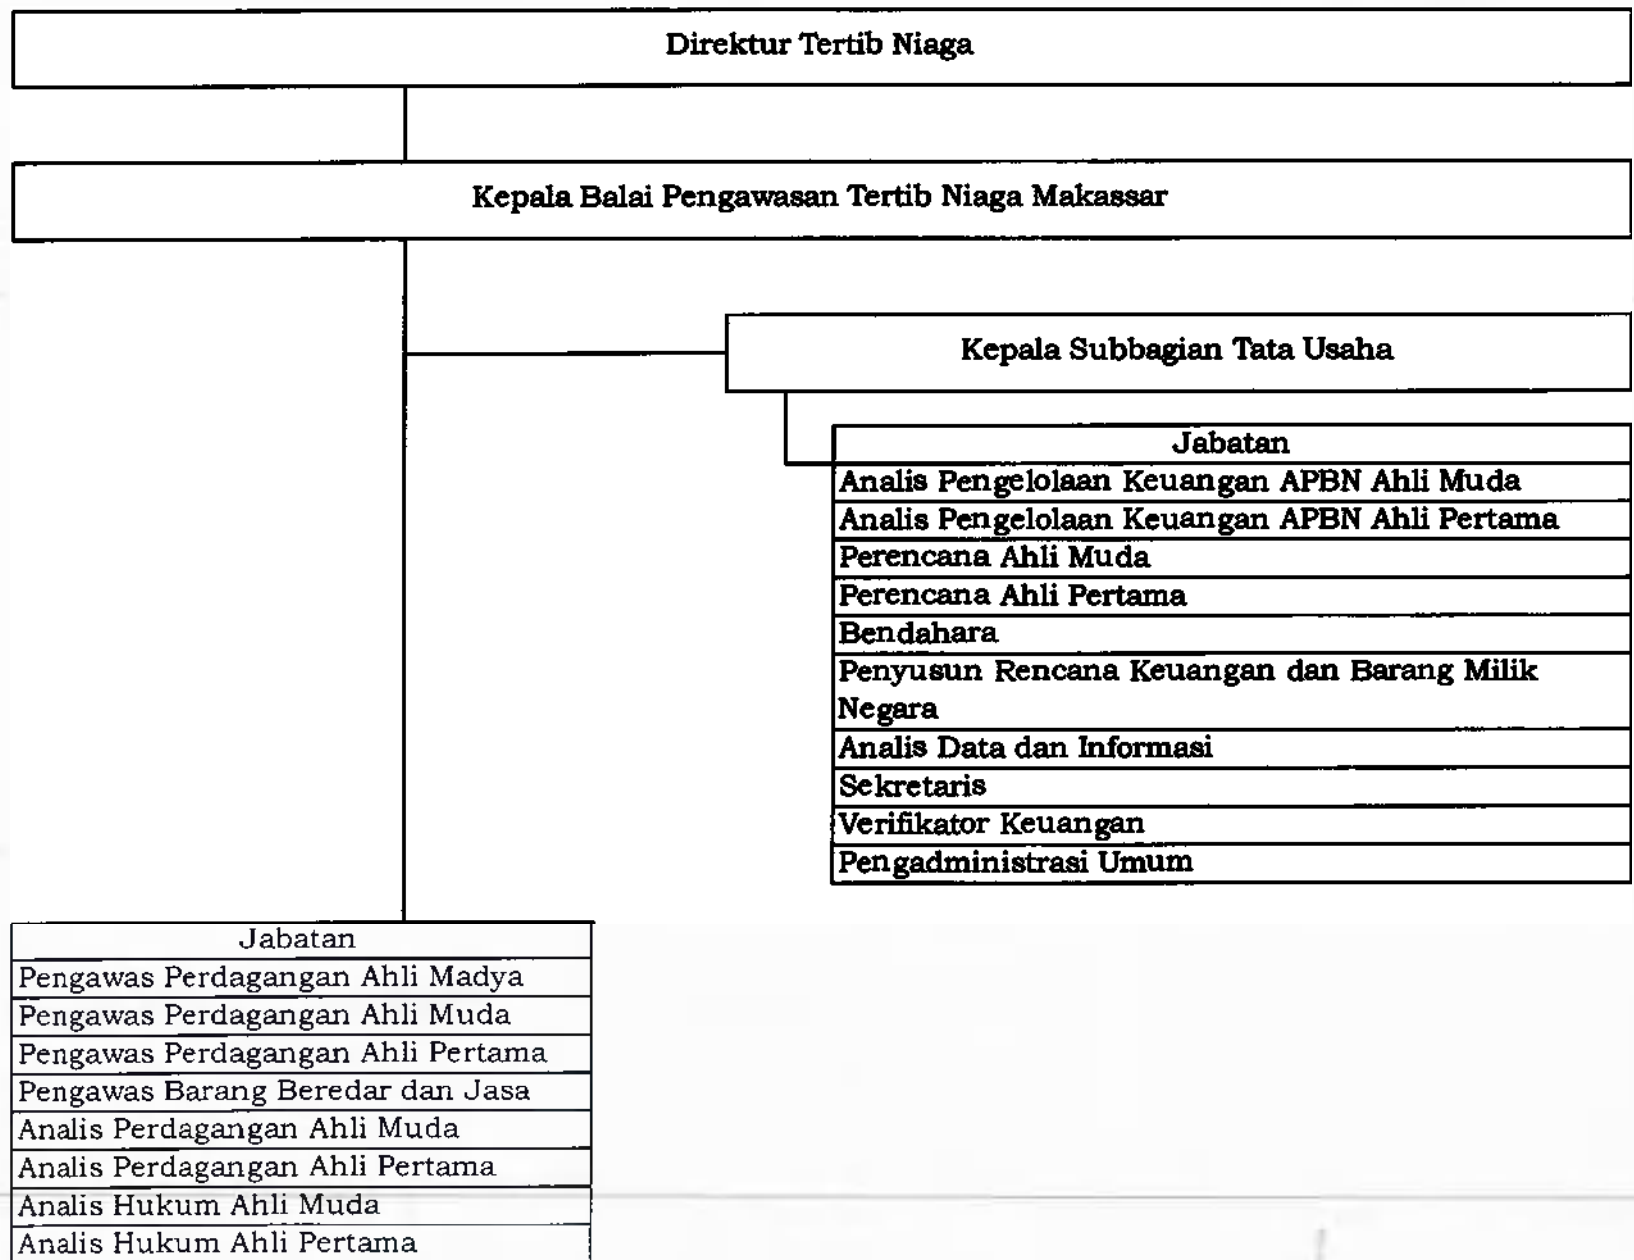 Direktur Tertib Niaga
Kepala Balai Pengawasan Tertib Niaga Makassar
Kepala Subbagian Tata Usaha
Jabatan
Analis Pengelolaan Keuangan APBN Ahli Muda
Analis Pengelolaan Keuangan APBN Ahli Pertama
Perencana Ahli Muda
Perencana Ahli Pertama
Bendahara
Penyusun Rencana Keuangan dan Barang Milik
Negara
Analis Data dan Informasi
Sekretaris
Verifikator Keuangan
Pengadministrasi Umum
Jabatan
Pengawas Perdagangan Ahli Madya
Pengawas Perdagangan Ahli Muda
Pengawas Perdagangan Ahli Pertama
Pengawas Barang Beredar dan Jasa
Analis Perdagangan Ahli Muda
Analis Perdagangan Ahli Pertama
Analis Hukum Ahli Muda
Analis Hukum Ahli Pertama